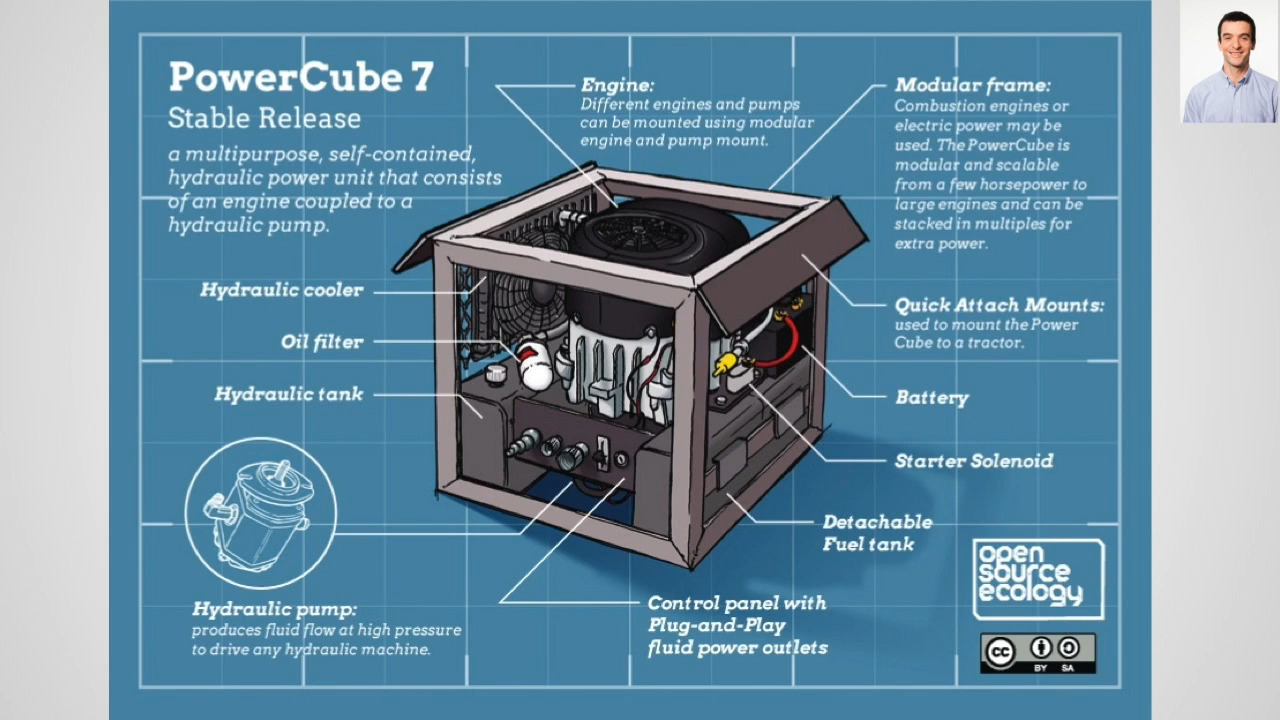 PowerCube 7
Stable Release
a multipurpose, self-contained,
hydraulic power unit that consists
of an engine coupled to a
hydraulic pump.
Engine:
Different engines and pumps
can be mounted using modular
engine and pump mount.
Modular frame:
Combustion engines or
electric power may be
used. The PowerCube is
modular and scalable
from a few horsepower to
large engines and can be
stacked in multiples for
extra power.
Hydraulic cooler
Oil filter
Hydraulic tank
Quick Attach Mounts:
used to mount the Power
Cube to a tractor.
Battery
Starter Solenoid
Detachable
Fuel tank
Hydraulic pump:
produces fluid flow at high pressure
to drive any hydraulic machine.
Control panel with
Plug-and-Play
fluid power outlets
open
source
ecology
cc
BY SA